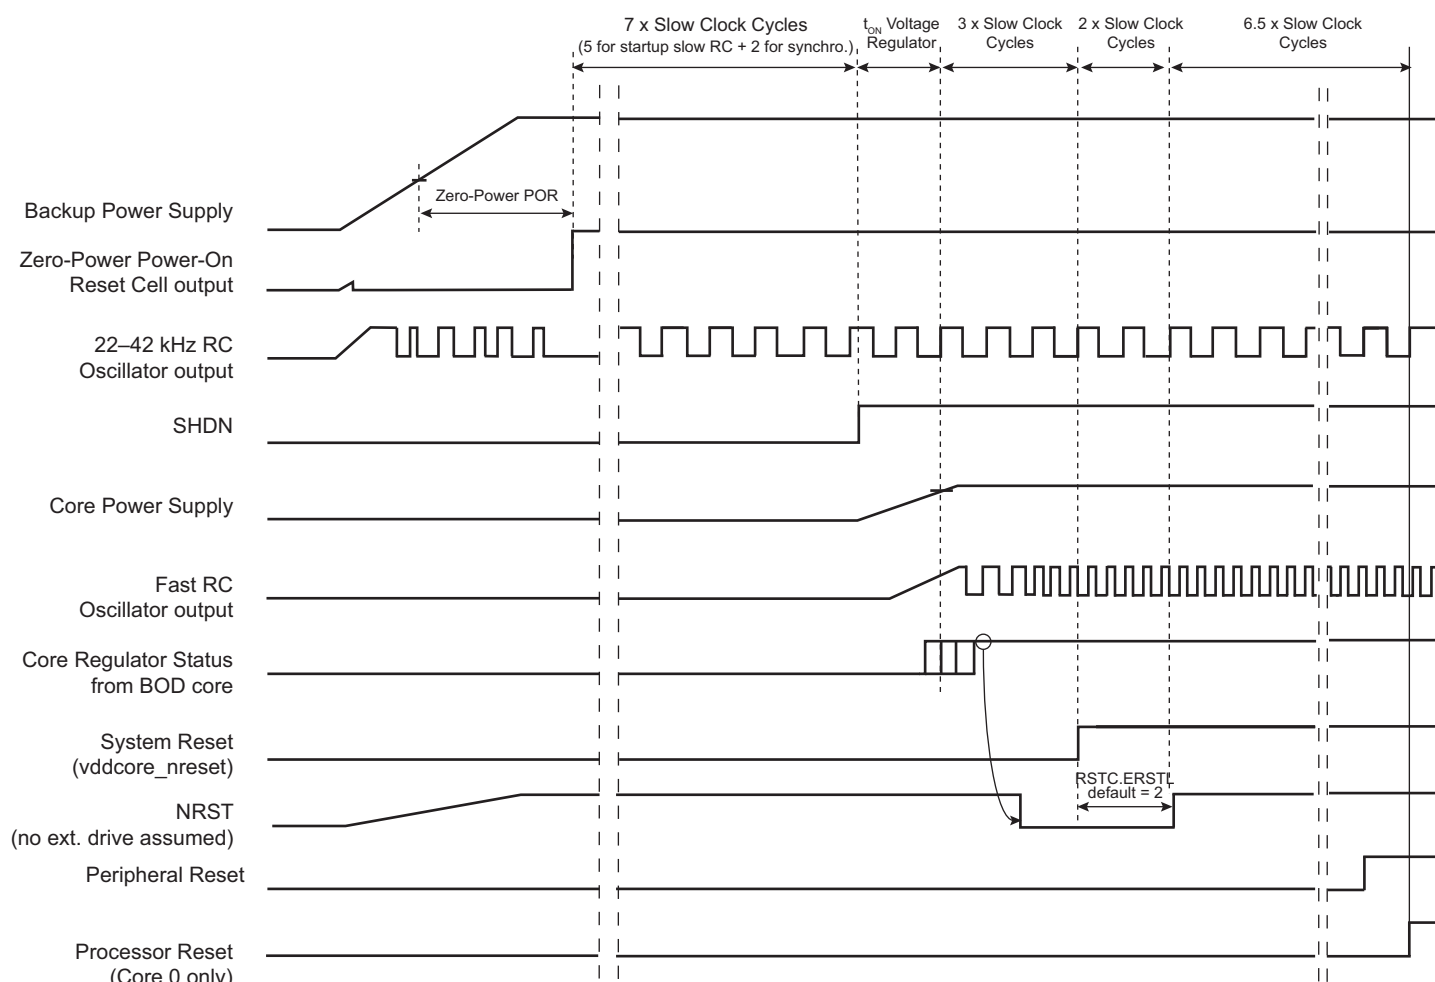 7 x Slow Clock Cycles
(5 for startup slow RC + 2 for synchro.)
tON Voltage
Regulator
3 x Slow Clock
Cycles
2 x Slow Clock
Cycles
6.5 x Slow Clock
Cycles
Zero-Power POR
Backup Power Supply
Zero-Power Power-On
Reset Cell output
22–42 kHz RC
Oscillator output
SHDN
Core Power Supply
Fast RC
Oscillator output
Core Regulator Status
from BOD core
System Reset
(vddcore_nreset)
RSTC.ERSTL
default = 2
NRST
(no ext. drive assumed)
Peripheral Reset
Processor Reset
(Core 0 only)